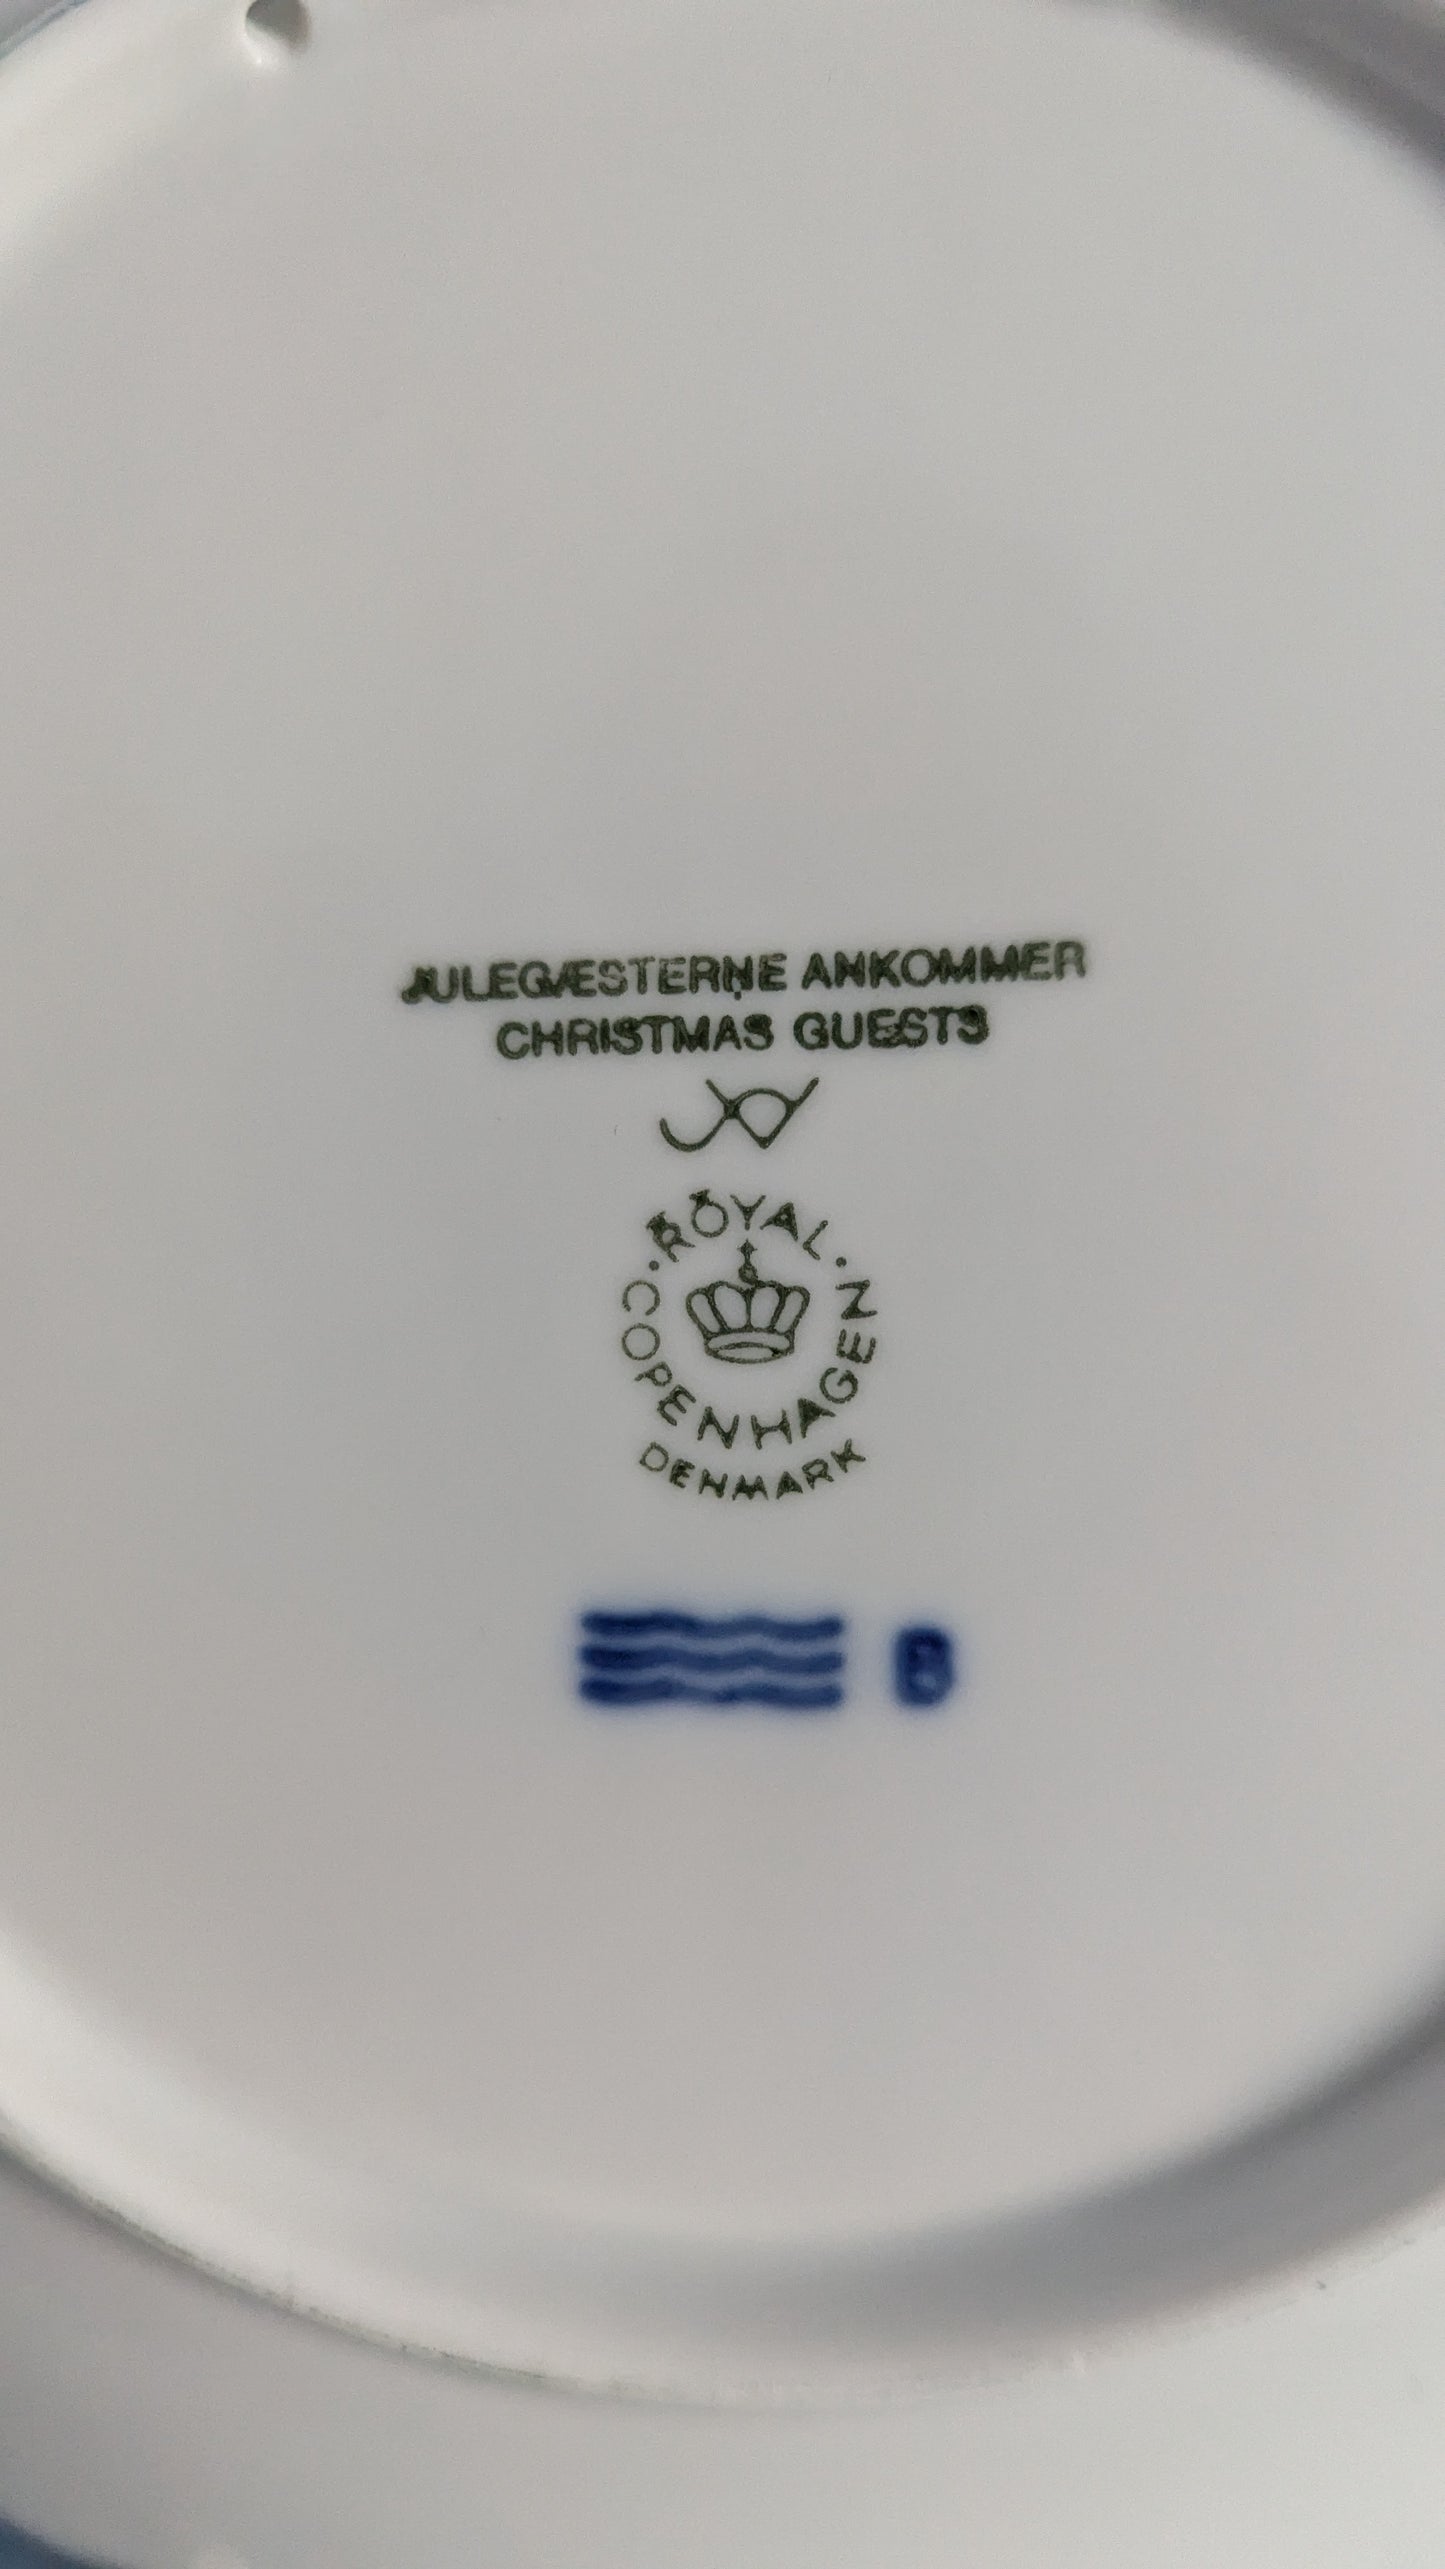 JULEGÆSTERNE ANKOMMER
CHRISTMAS GUESTS
ROYAL
COPENHAGEN
DENMARK
B